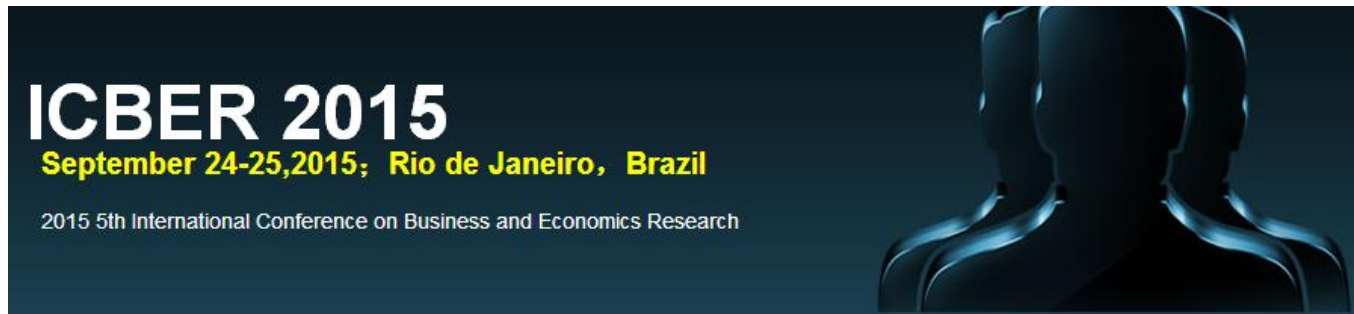 ICBER 2015
September 24-25,2015；Rio de Janeiro，Brazil
2015 5th International Conference on Business and Economics Research